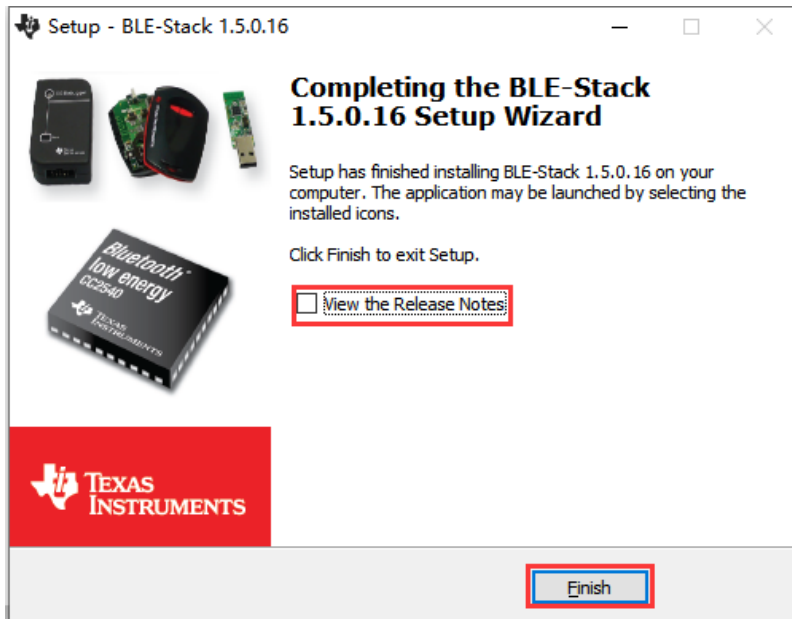 Setup - BLE-Stack 1.5.0.16
Completing the BLE-Stack
1.5.0.16 Setup Wizard
Setup has finished installing BLE-Stack 1.5.0.16 on your
computer. The application may be launched by selecting the
installed icons.
Click Finish to exit Setup.
View the Release Notes
Bluetooth
low energy
CC2540
TEXAS
INSTRUMENTS
TEXAS
INSTRUMENTS
Finish